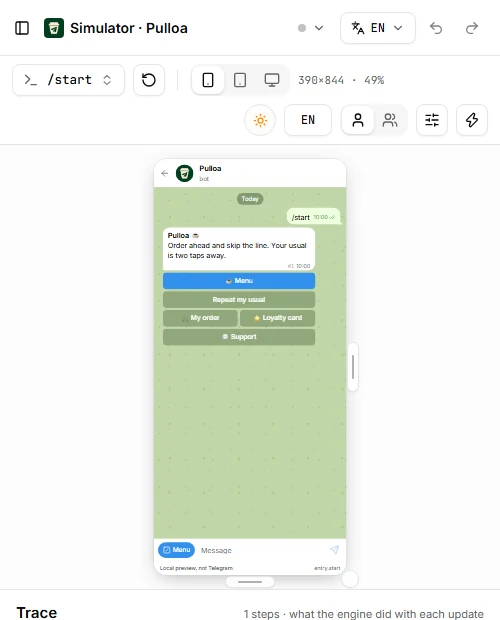 Simulator · Pulloa
EN
/start
390×844 · 49%
EN
Pulloa
bot
Today
/start 10:00
Pulloa
Order ahead and skip the line. Your usual
is two taps away.
#1 10:00
Menu
Repeat my usual
My order
Loyalty card
Support
Menu
Message
Local preview, not Telegram
entry.start
Trace
1 steps · what the engine did with each update